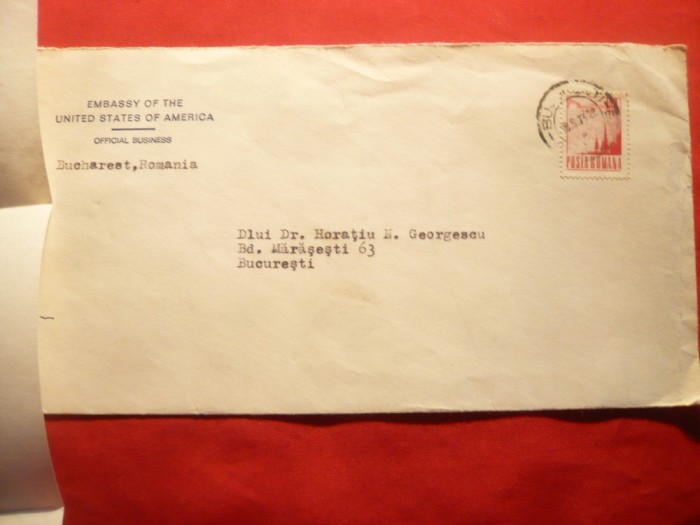 EMBASSY OF THE
UNITED STATES OF AMERICA
OFFICIAL BUSINESS
Bucharest,Romania
POSTA ROMANA
Dlui Dr. Horaţiu N. Georgescu
Bd. Mărăşeşti 63
Bucureşti